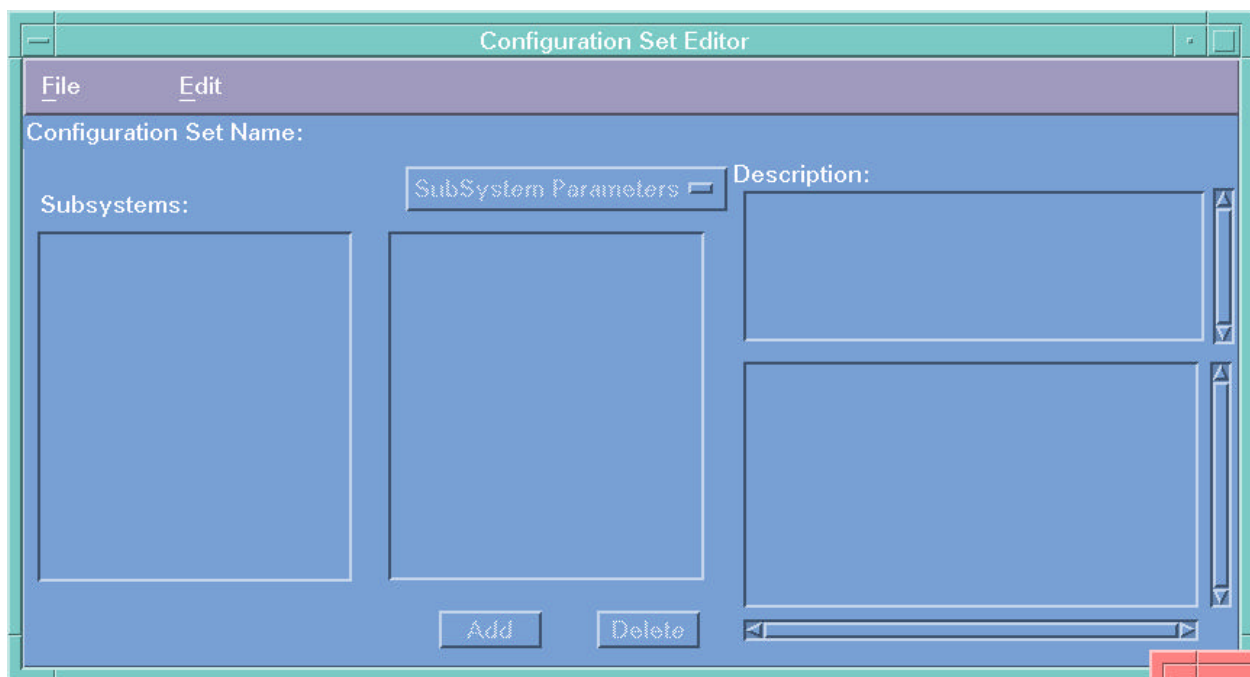 Configuration Set Editor
File Edit
Configuration Set Name:
SubSystem Parameters
Description:
Subsystems:
Add Delete